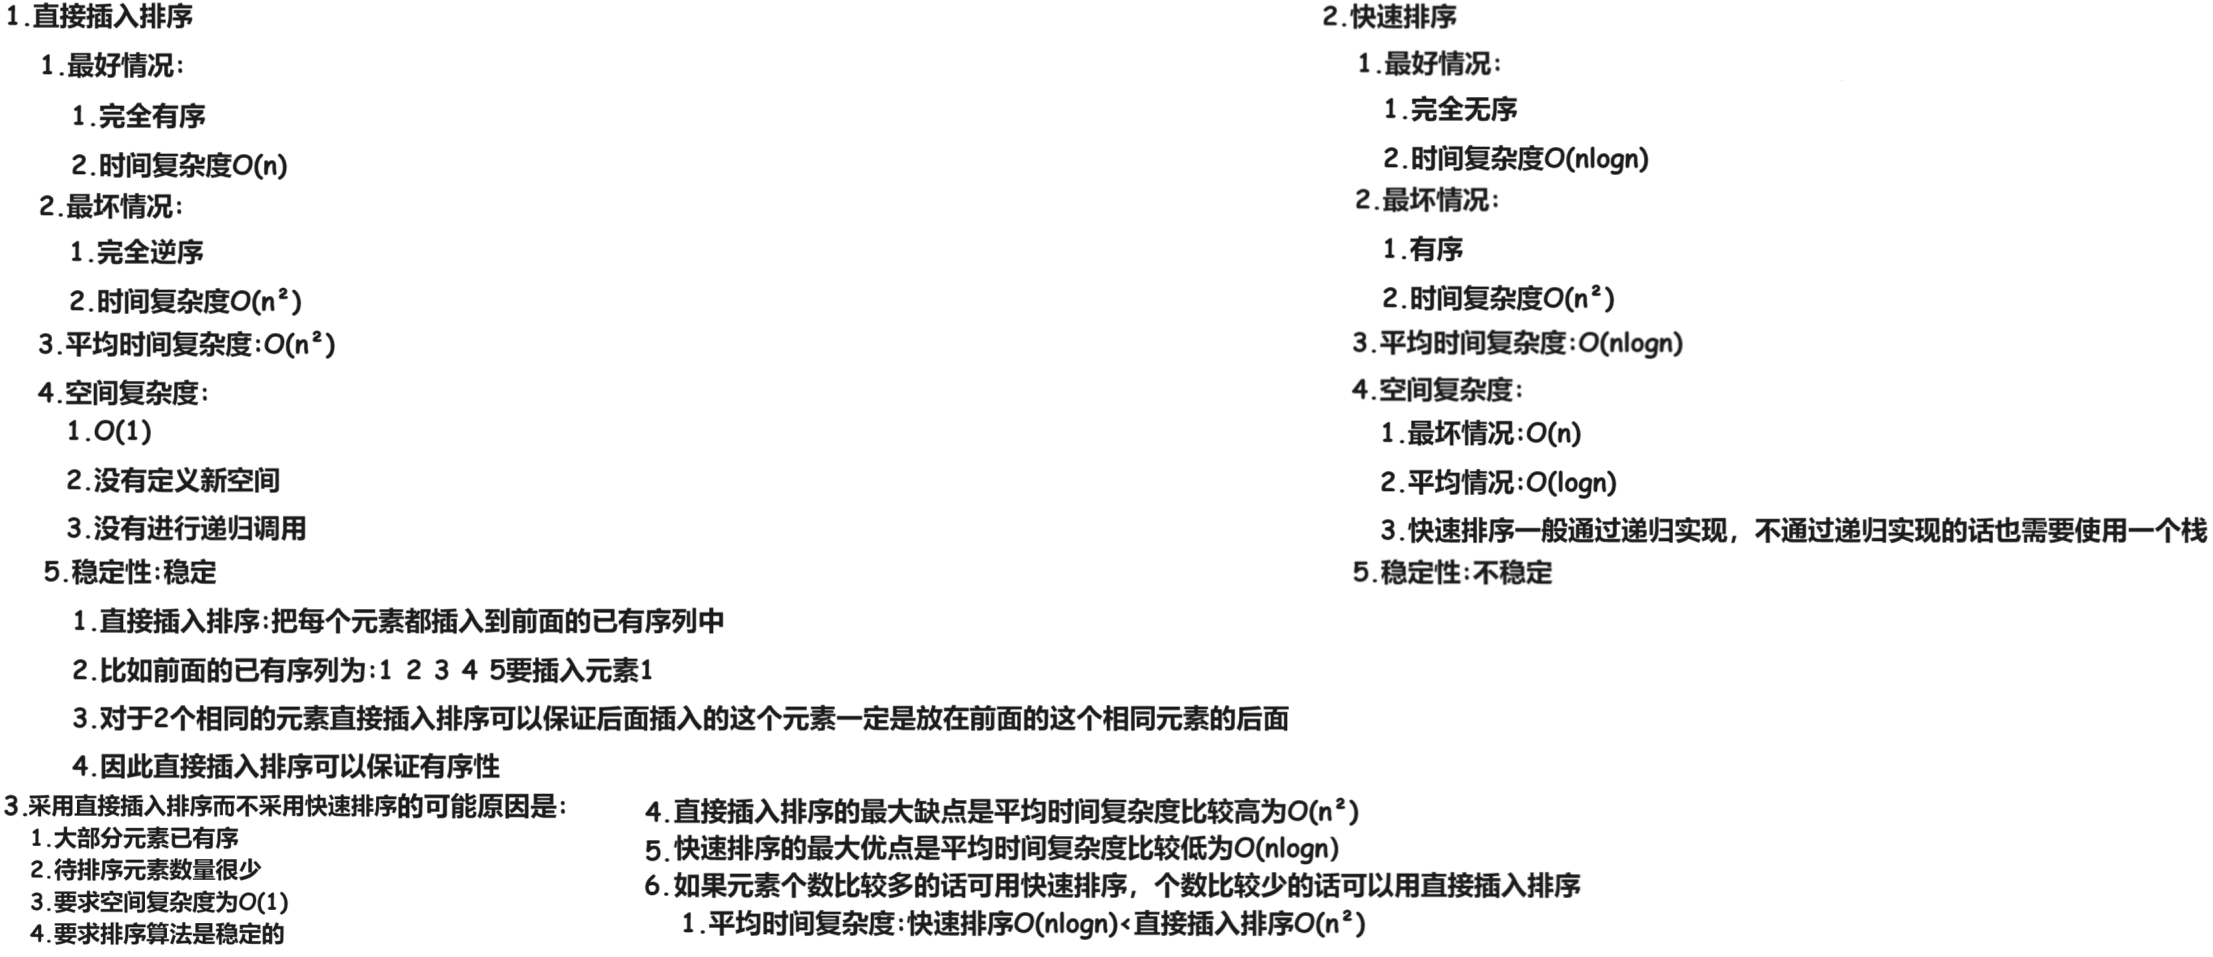 1.直接插入排序
1.最好情况:
1.完全有序
2.时间复杂度O(n)
2.最坏情况:
1.完全逆序
2.时间复杂度O(n²)
3.平均时间复杂度:O(n²)
4.空间复杂度:
1.O(1)
2.没有定义新空间
3.没有进行递归调用
5.稳定性:稳定
1.直接插入排序:把每个元素都插入到前面的已有序列中
2.比如前面的已有序列为:1 2 3 4 5要插入元素1
3.对于2个相同的元素直接插入排序可以保证后面插入的这个元素一定是放在前面的这个相同元素的后面
4.因此直接插入排序可以保证有序性
2.快速排序
1.最好情况:
1.完全无序
2.时间复杂度O(nlogn)
2.最坏情况:
1.有序
2.时间复杂度O(n²)
3.平均时间复杂度:O(nlogn)
4.空间复杂度:
1.最坏情况:O(n)
2.平均情况:O(logn)
3.快速排序一般通过递归实现，不通过递归实现的话也需要使用一个栈
5.稳定性:不稳定
3.采用直接插入排序而不采用快速排序的可能原因是:
1.大部分元素已有序
2.待排序元素数量很少
3.要求空间复杂度为O(1)
4.要求排序算法是稳定的
4.直接插入排序的最大缺点是平均时间复杂度比较高为O(n²)
5.快速排序的最大优点是平均时间复杂度比较低为O(nlogn)
6.如果元素个数比较多的话可用快速排序，个数比较少的话可以用直接插入排序
1.平均时间复杂度:快速排序O(nlogn)<直接插入排序O(n²)